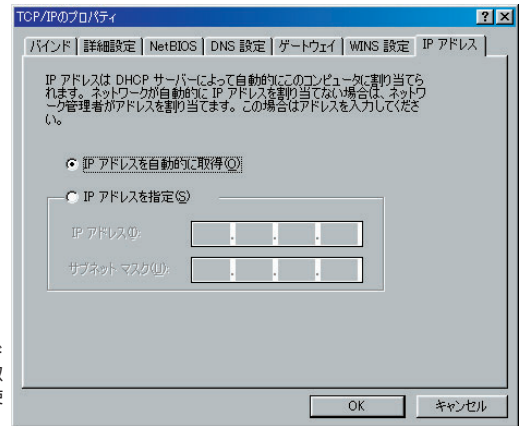 TCP/IPのプロパティ
バインド 詳細設定 NetBIOS DNS 設定 ゲートウェイ WINS 設定 IP アドレス
IP アドレスは DHCP サーバーによって自動的にこのコンピュータに割り当てら
れます。ネットワークが自動的に IP アドレスを割り当てない場合は、ネットワ
ーク管理者がアドレスを割り当てます。この場合はアドレスを入力してくださ
い。
IP アドレスを自動的に取得(O)
IP アドレスを指定(S)
IP アドレス(I):
. . .
サブネット マスク(U):
. . .
OK キャンセル